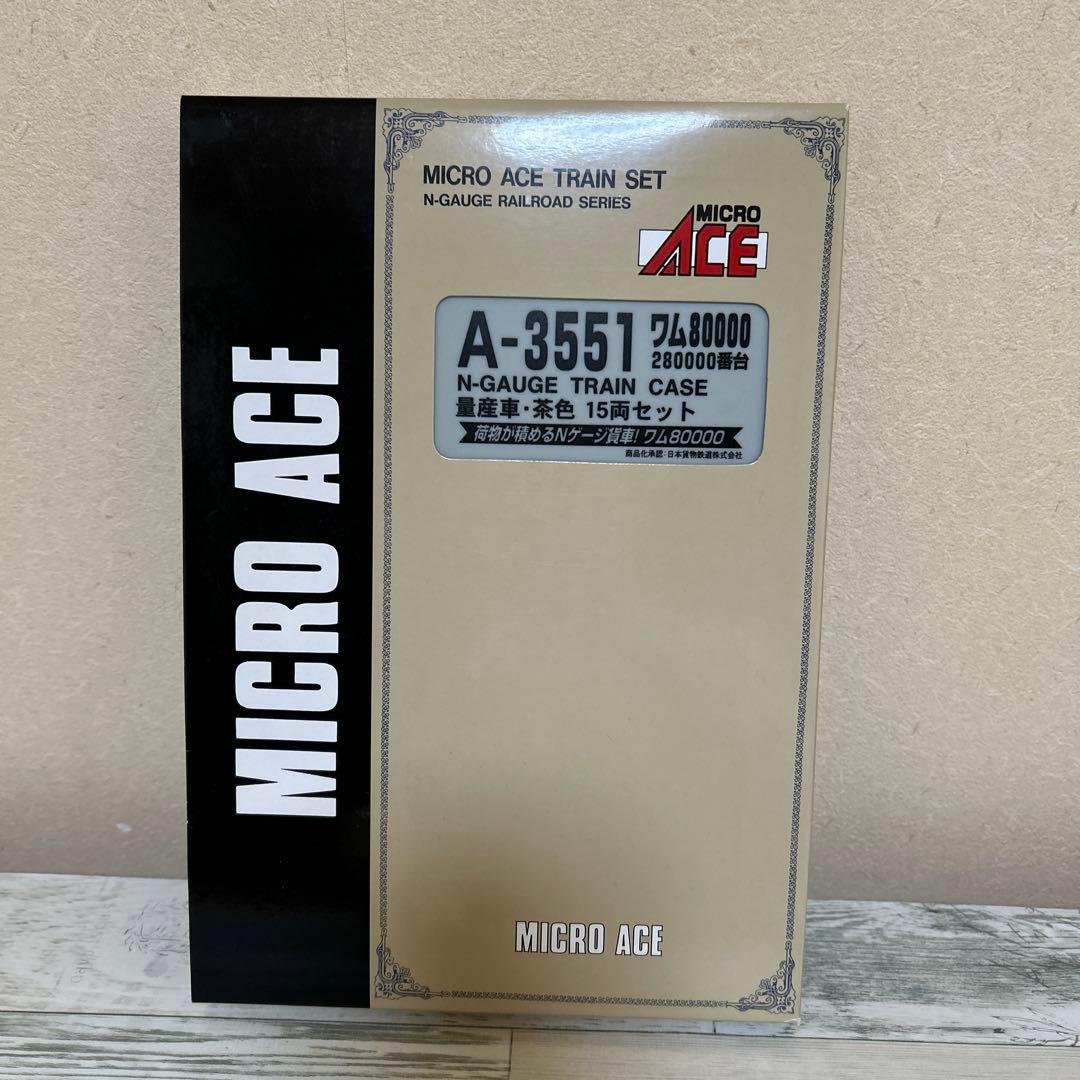 MICRO ACE
MICRO ACE TRAIN SET
N-GAUGE RAILROAD SERIES
MICRO
ACE
A-3551 ワム80000
280000番台
N-GAUGE TRAIN CASE
量産車・茶色 15両セット
荷物が積めるNゲージ貨車!ワム80000
商品化承認:日本貨物鉄道株式会社
MICRO ACE